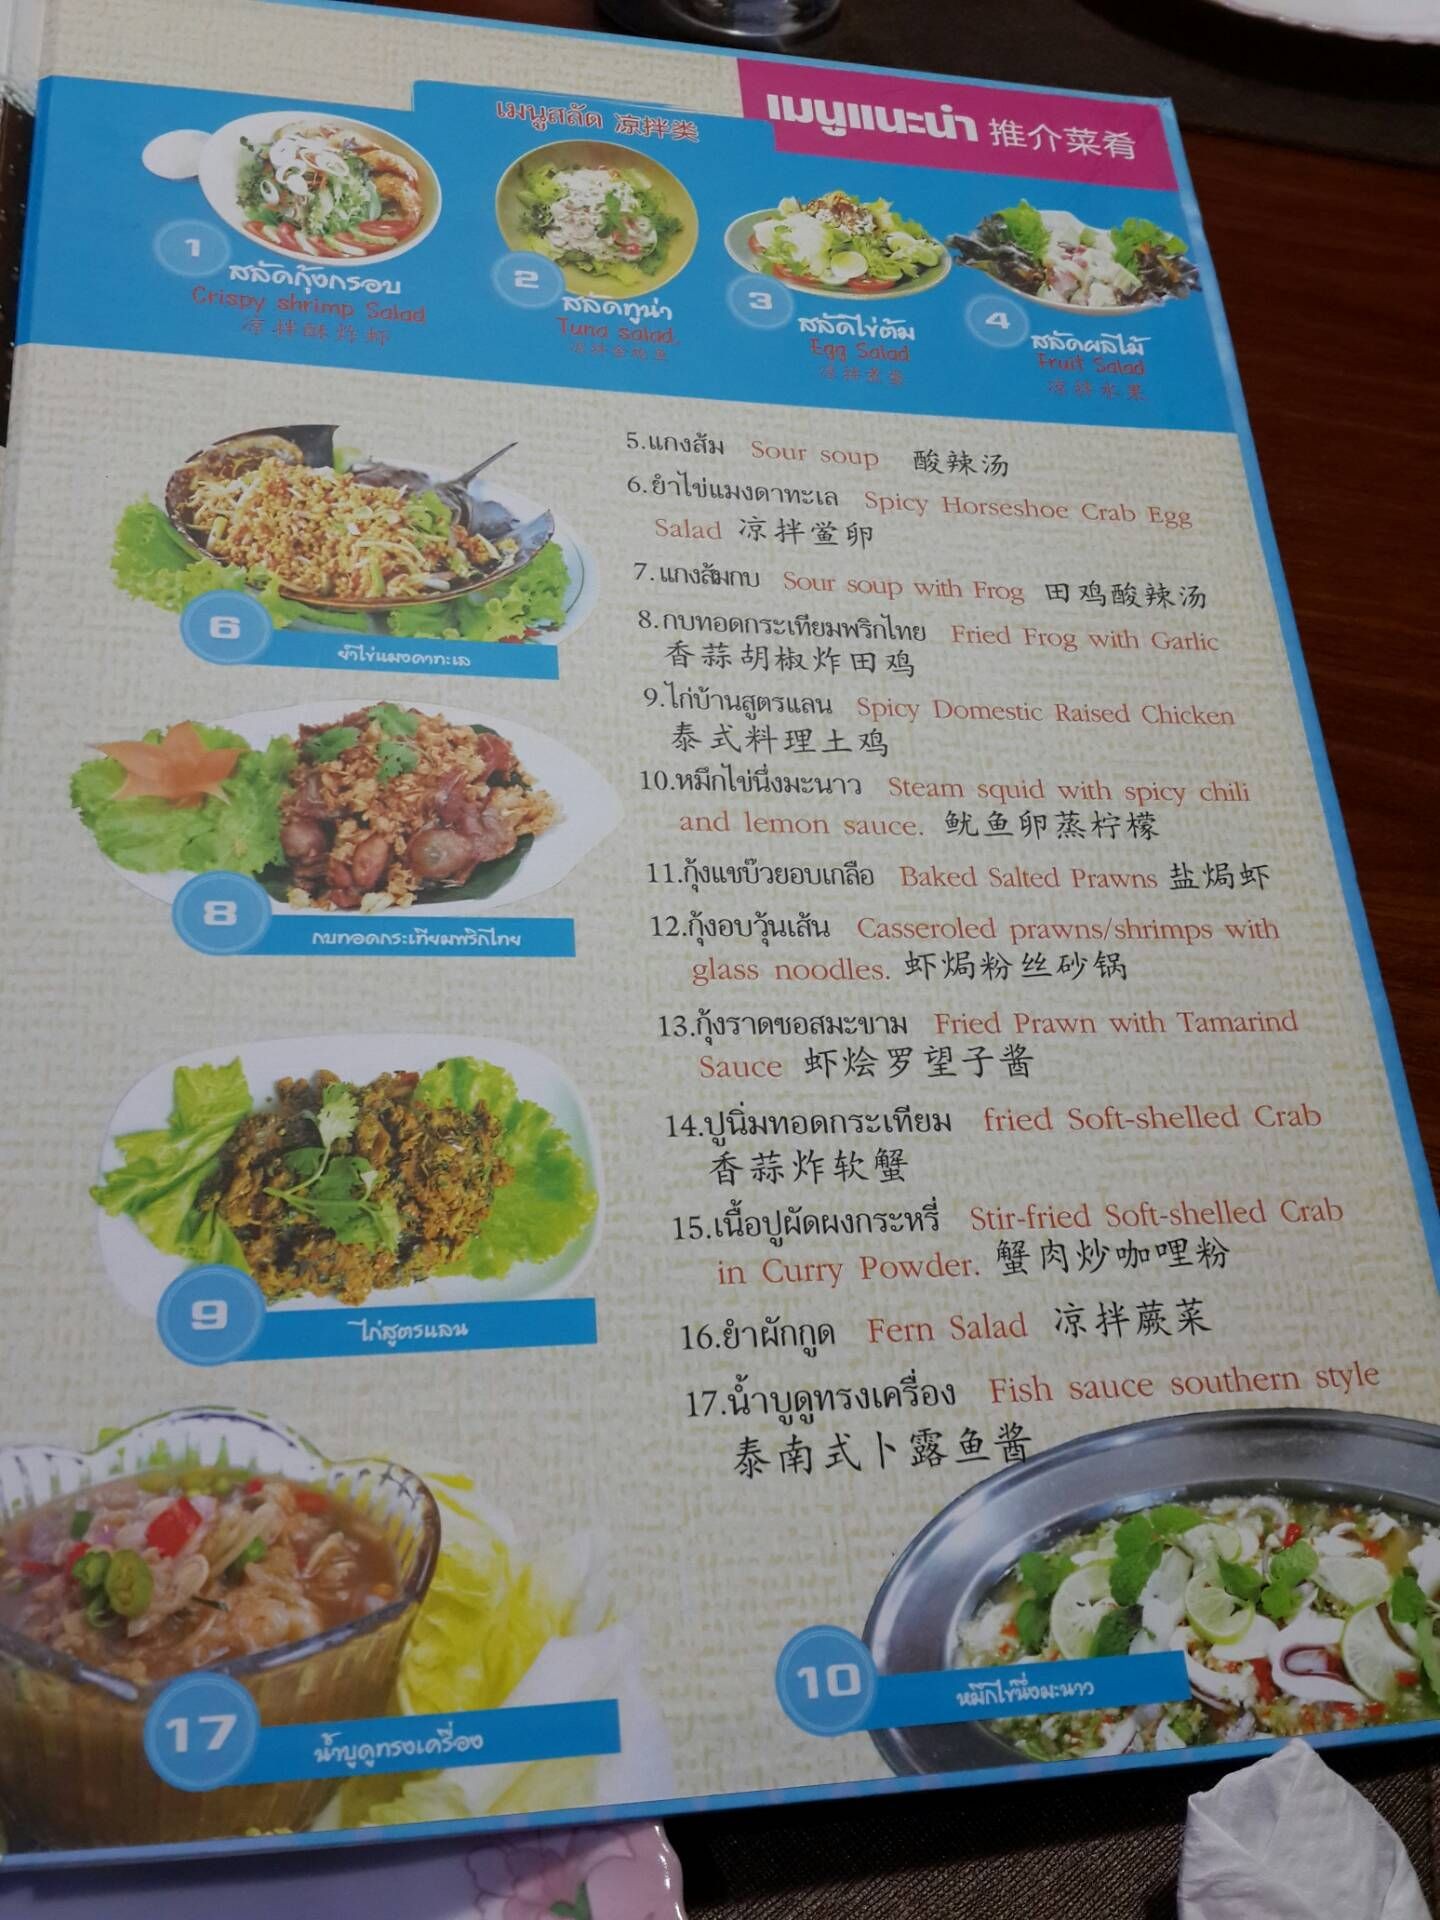 เมนูแนะนำ 推介菜肴
เมนูสลัด 凉拌类
1
สลัดกุ้งกรอบ
Crispy shrimp Salad
凉拌酥炸虾
2
สลัดทูน่า
Tuna salad.
凉拌金枪鱼
3
สลัดไข่ต้ม
Egg Salad
凉拌煮蛋
4
สลัดผลไม้
Fruit Salad
凉拌水果
5.แกงส้ม Sour soup 酸辣汤
6.ยำไข่แมงดาทะเล Spicy Horseshoe Crab Egg
Salad 凉拌鲎卵
7.แกงส้มกบ Sour soup with Frog 田鸡酸辣汤
8.กบทอดกระเทียมพริกไทย Fried Frog with Garlic
香蒜胡椒炸田鸡
9.ไก่บ้านสูตรแลน Spicy Domestic Raised Chicken
泰式料理土鸡
10.หมึกไข่นึ่งมะนาว Steam squid with spicy chili
and lemon sauce. 鱿鱼卵蒸柠檬
11.กุ้งแชบ๊วยอบเกลือ Baked Salted Prawns 盐焗虾
12.กุ้งอบวุ้นเส้น Casseroled prawns/shrimps with
glass noodles. 虾焗粉丝砂锅
13.กุ้งราดซอสมะขาม Fried Prawn with Tamarind
Sauce 虾烩罗望子酱
14.ปูนิ่มทอดกระเทียม fried Soft-shelled Crab
香蒜炸软蟹
15.เนื้อปูผัดผงกระหรี่ Stir-fried Soft-shelled Crab
in Curry Powder. 蟹肉炒咖哩粉
16.ยำผักกูด Fern Salad 凉拌蕨菜
17.น้ำบูดูทรงเครื่อง Fish sauce southern style
泰南式卜露鱼酱
6
ยำไข่แมงดาทะเล
8
กบทอดกระเทียมพริกไทย
9
ไก่สูตรแลน
17
น้ำบูดูทรงเครื่อง
10
หมึกไข่นึ่งมะนาว